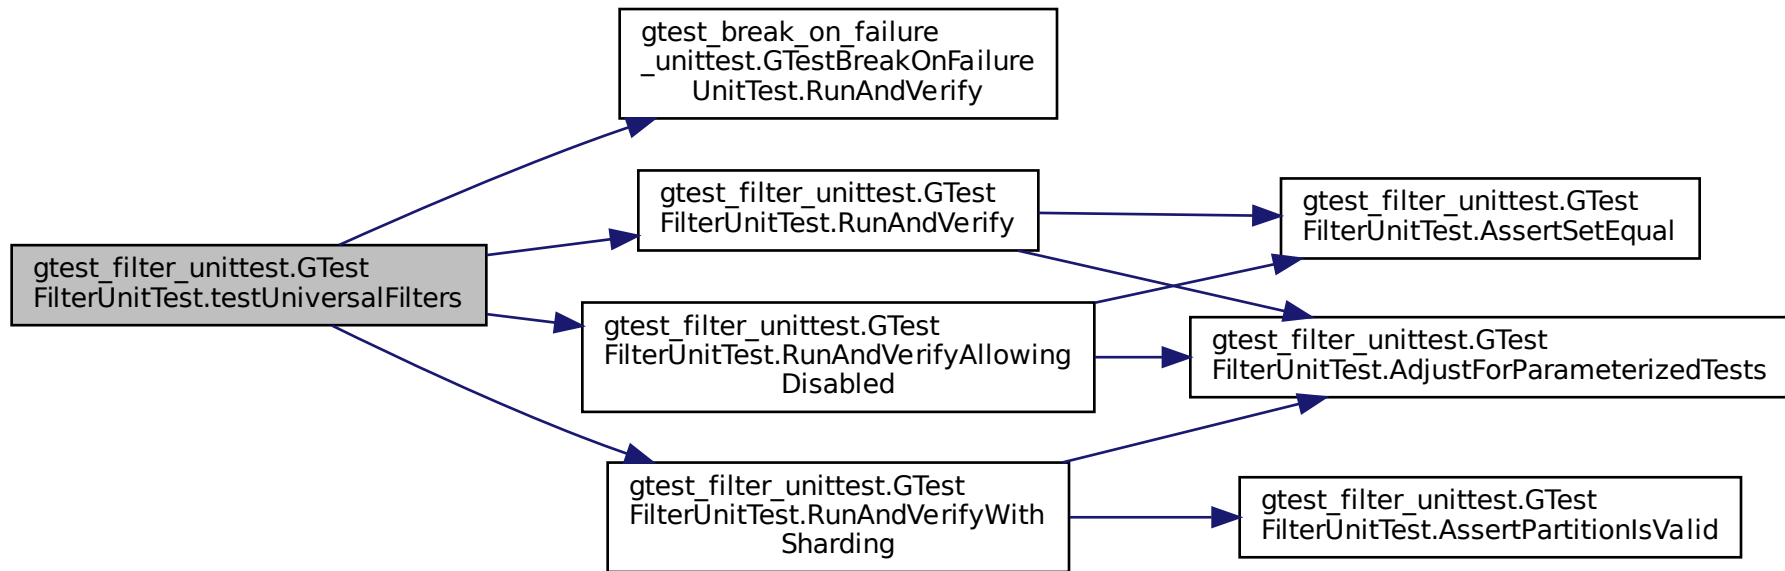 gtest_break_on_failure
_unittest.GTestBreakOnFailure
UnitTest.RunAndVerify
gtest_filter_unittest.GTest
FilterUnitTest.RunAndVerify
gtest_filter_unittest.GTest
FilterUnitTest.AssertSetEqual
gtest_filter_unittest.GTest
FilterUnitTest.testUniversalFilters
gtest_filter_unittest.GTest
FilterUnitTest.RunAndVerifyAllowing
Disabled
gtest_filter_unittest.GTest
FilterUnitTest.AdjustForParameterizedTests
gtest_filter_unittest.GTest
FilterUnitTest.RunAndVerifyWith
Sharding
gtest_filter_unittest.GTest
FilterUnitTest.AssertPartitionIsValid